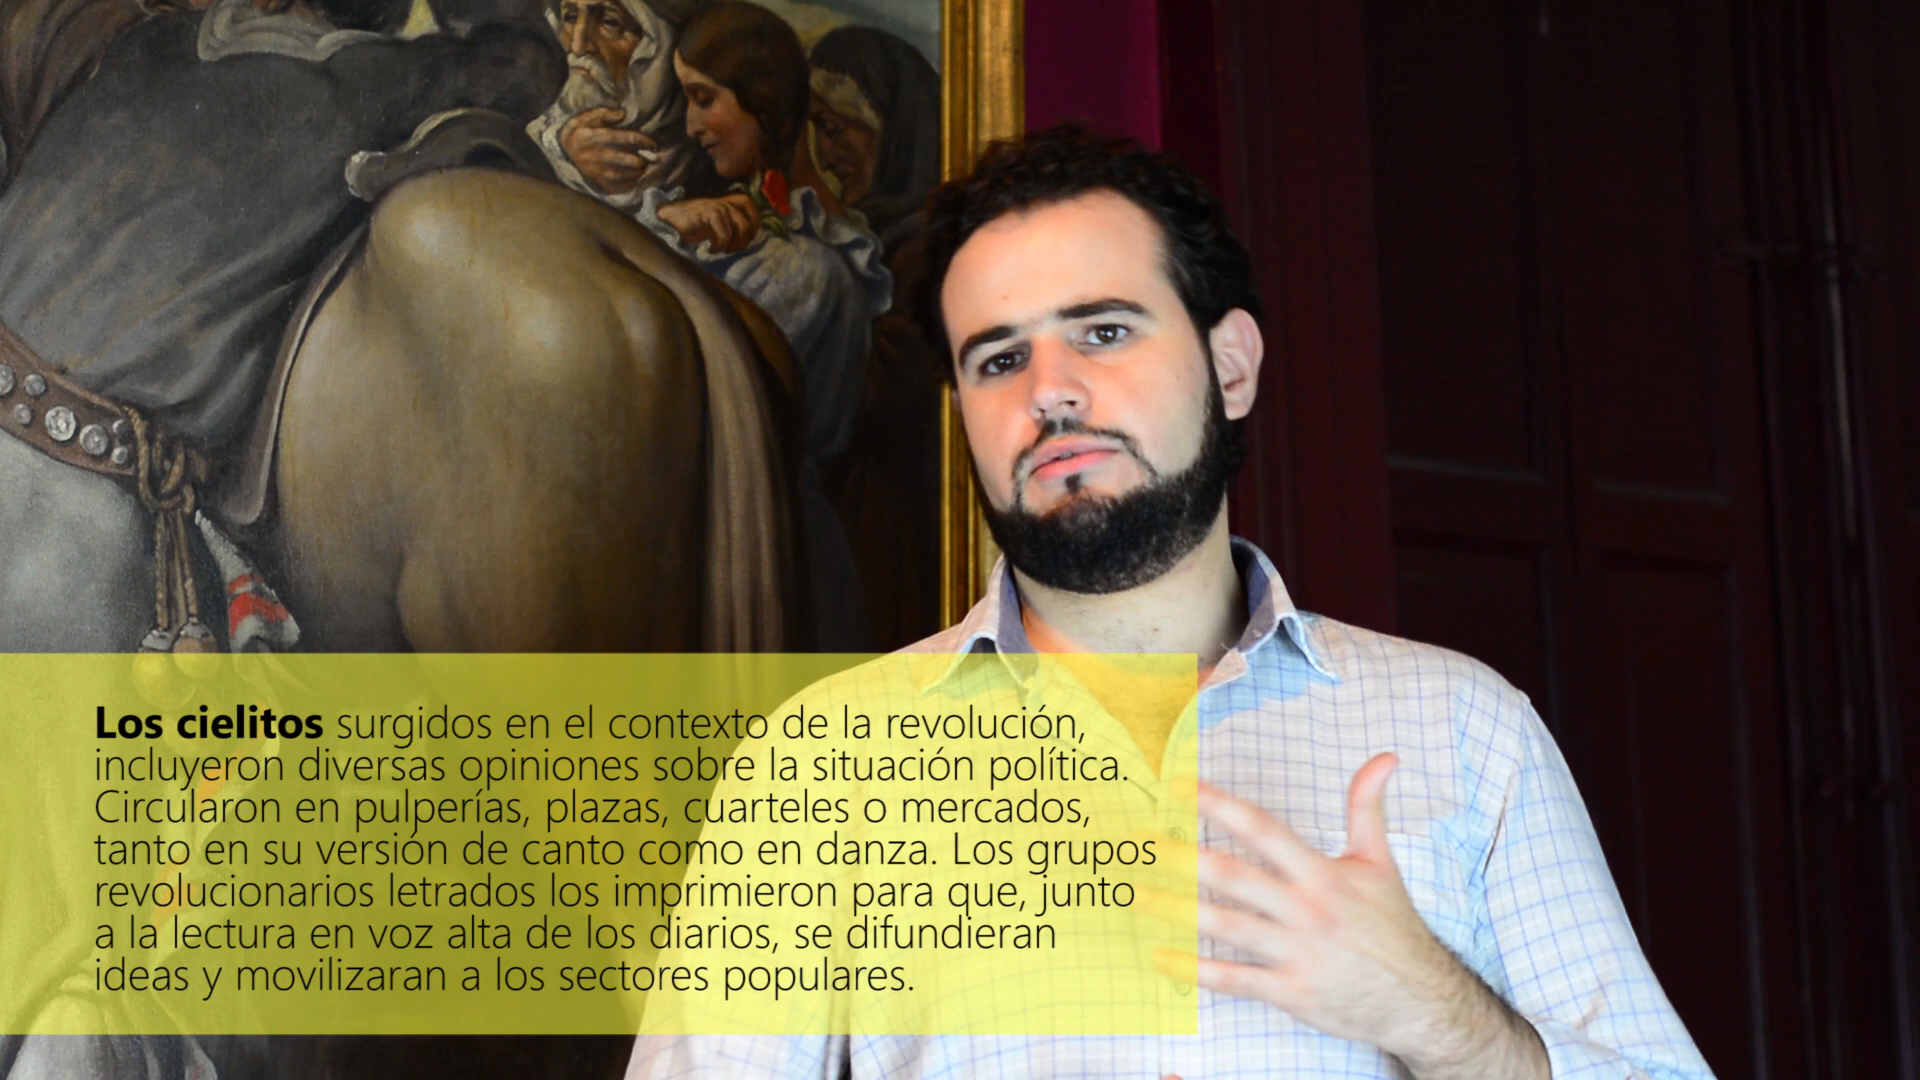 Los cielitos surgidos en el contexto de la revolución,
incluyeron diversas opiniones sobre la situación política.
Circularon en pulperías, plazas, cuarteles o mercados,
tanto en su versión de canto como en danza. Los grupos
revolucionarios letrados los imprimieron para que, junto
a la lectura en voz alta de los diarios, se difundieran
ideas y movilizaran a los sectores populares.